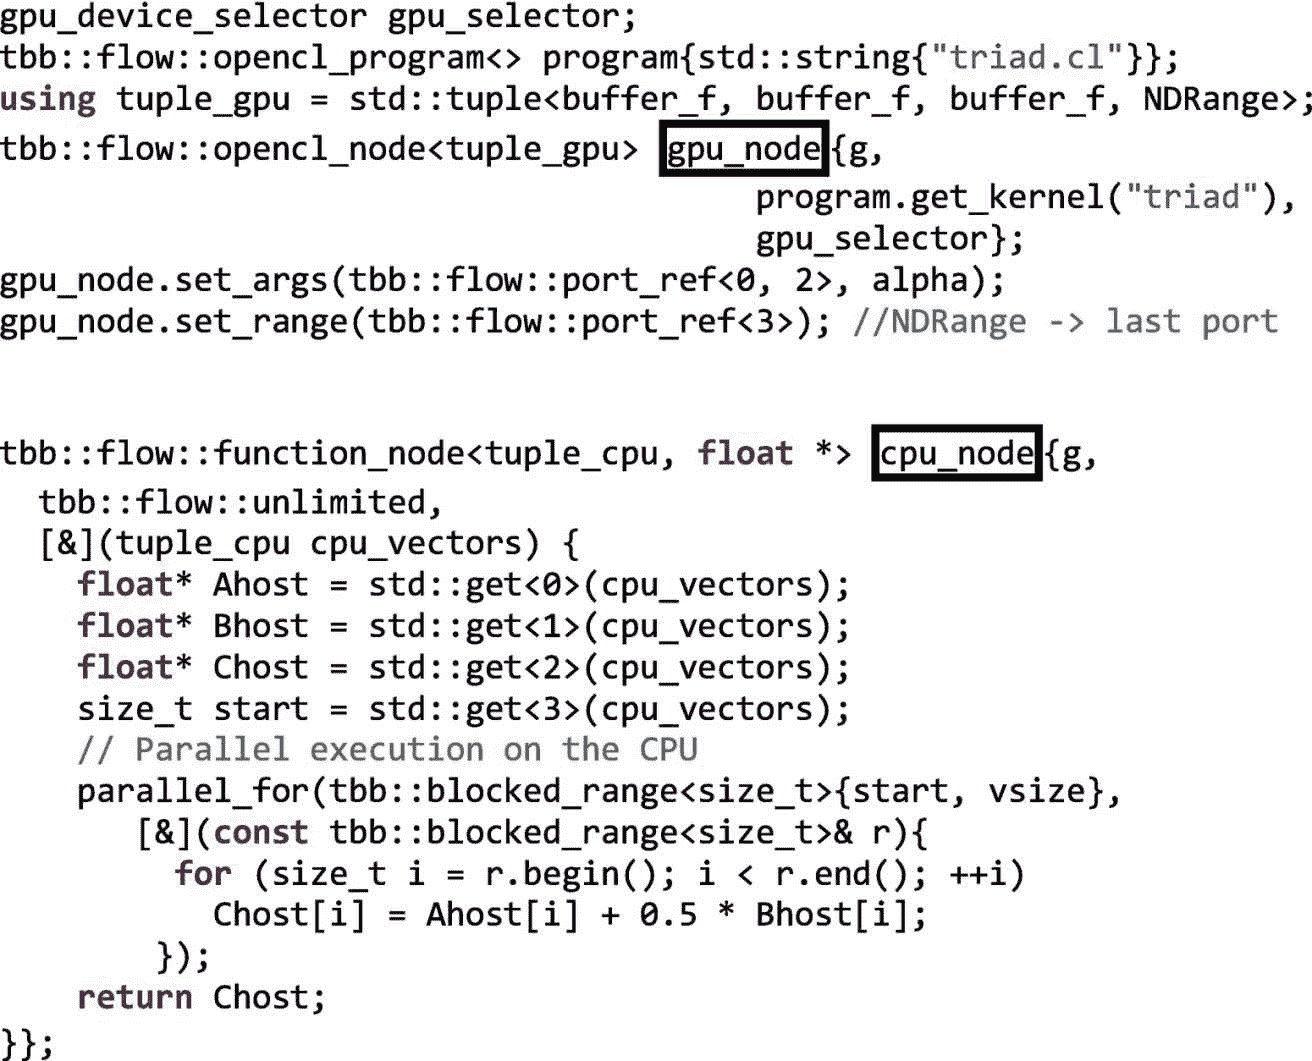 gpu_device_selector gpu_selector;
tbb::flow::opencl_program<> program{std::string{"triad.cl"}};
using tuple_gpu = std::tuple<buffer_f, buffer_f, buffer_f, NDRange>;
tbb::flow::opencl_node<tuple_gpu> gpu_node{g,
program.get_kernel("triad"),
gpu_selector};
gpu_node.set_args(tbb::flow::port_ref<0, 2>, alpha);
gpu_node.set_range(tbb::flow::port_ref<3>); //NDRange -> last port
tbb::flow::function_node<tuple_cpu, float *> cpu_node{g,
tbb::flow::unlimited,
[&](tuple_cpu cpu_vectors) {
float* Ahost = std::get<0>(cpu_vectors);
float* Bhost = std::get<1>(cpu_vectors);
float* Chost = std::get<2>(cpu_vectors);
size_t start = std::get<3>(cpu_vectors);
// Parallel execution on the CPU
parallel_for(tbb::blocked_range<size_t>{start, vsize},
[&](const tbb::blocked_range<size_t>& r){
for (size_t i = r.begin(); i < r.end(); ++i)
Chost[i] = Ahost[i] + 0.5 * Bhost[i];
});
return Chost;
}};